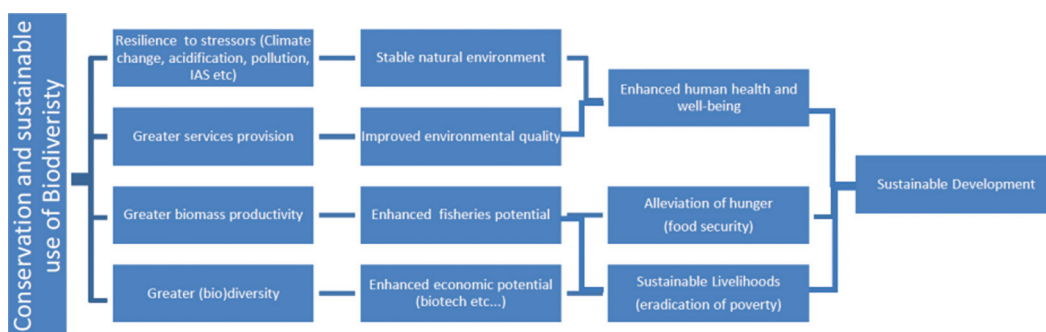 Conservation and sustainable
use of Biodiveristy
Resilience to stressors (Climate
change, acidification, pollution,
IAS etc)
Stable natural environment
Enhanced human health and
well-being
Greater services provision
Improved environmental quality
Sustainable Development
Greater biomass productivity
Enhanced fisheries potential
Alleviation of hunger
(food security)
Greater (bio)diversity
Enhanced economic potential
(biotech etc...)
Sustainable Livelihoods
(eradication of poverty)